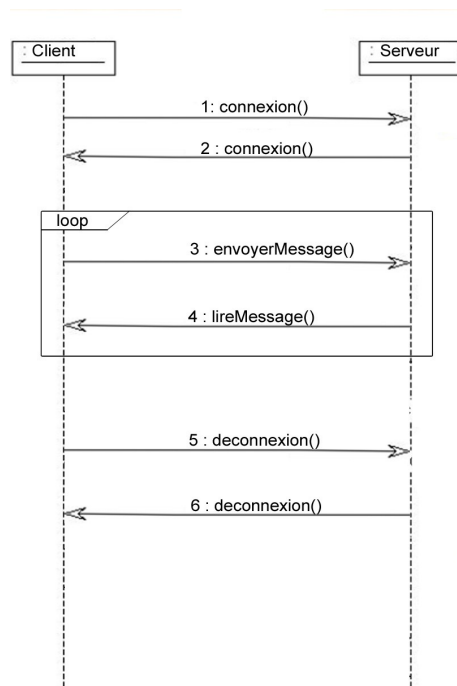 : Client
: Serveur
1: connexion()
2 : connexion()
loop
3 : envoyerMessage()
4 : lireMessage()
5 : deconnexion()
6 : deconnexion()